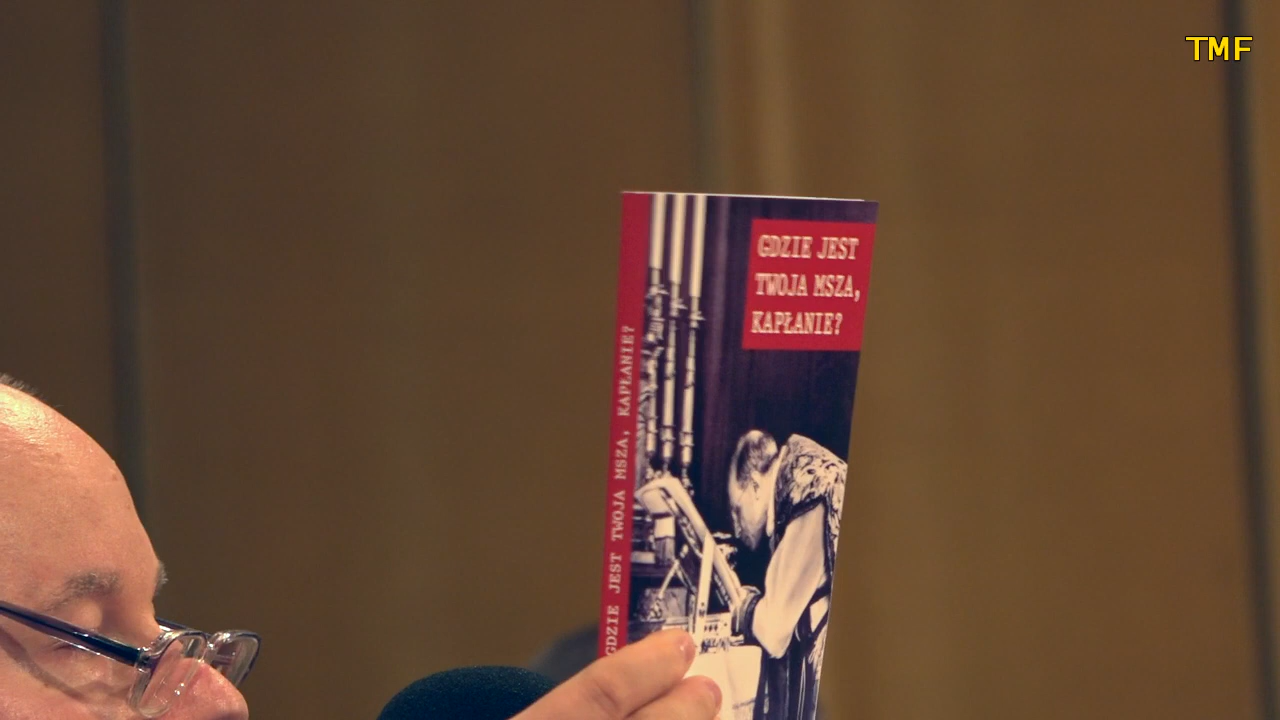 TMF
GDZIE JEST
TWOJA MSZA,
KAPŁANIE?
GDZIE JEST TWOJA MSZA, KAPŁANIE?